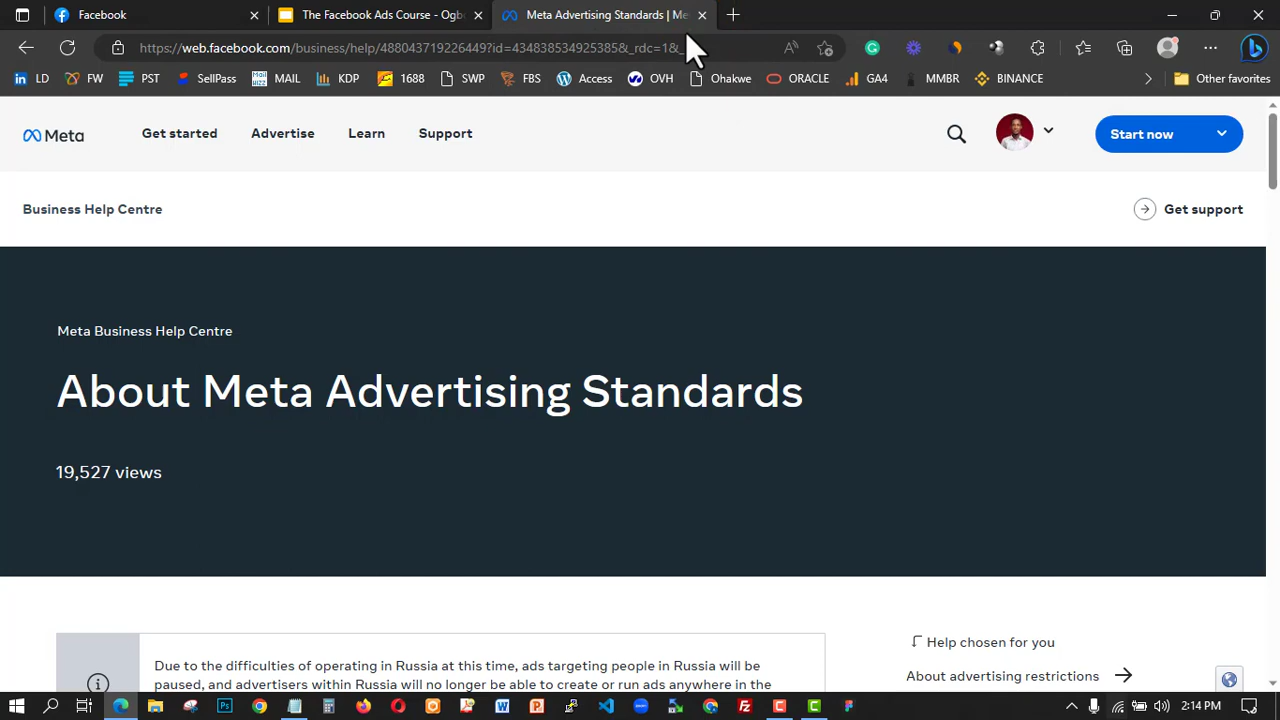 Facebook
The Facebook Ads Course - Ogb
Meta Advertising Standards | Me
https://web.facebook.com/business/help/488043719226449?id=434838534925385&_rdc=1&_
LD
FW
PST
SellPass
MAIL
KDP
1688
SWP
FBS
Access
OVH
Ohakwe
ORACLE
GA4
MMBR
BINANCE
Other favorites
Meta
Get started
Advertise
Learn
Support
Start now
Business Help Centre
Get support
Meta Business Help Centre
About Meta Advertising Standards
19,527 views
Due to the difficulties of operating in Russia at this time, ads targeting people in Russia will be
paused, and advertisers within Russia will no longer be able to create or run ads anywhere in the
Help chosen for you
About advertising restrictions
2:14 PM